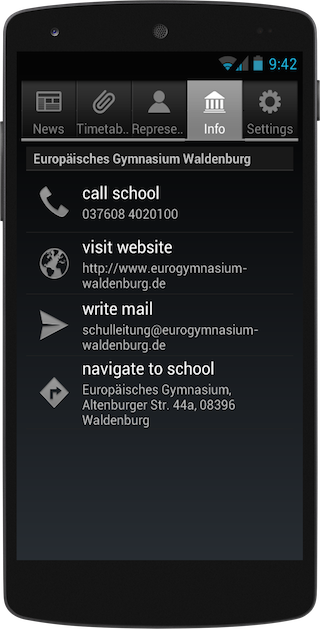 9:42
News
Timetab..
Represe..
Info
Settings
Europäisches Gymnasium Waldenburg
call school
037608 4020100
visit website
http://www.eurogymnasium-
waldenburg.de
write mail
schulleitung@eurogymnasium-
waldenburg.de
navigate to school
Europäisches Gymnasium,
Altenburger Str. 44a, 08396
Waldenburg